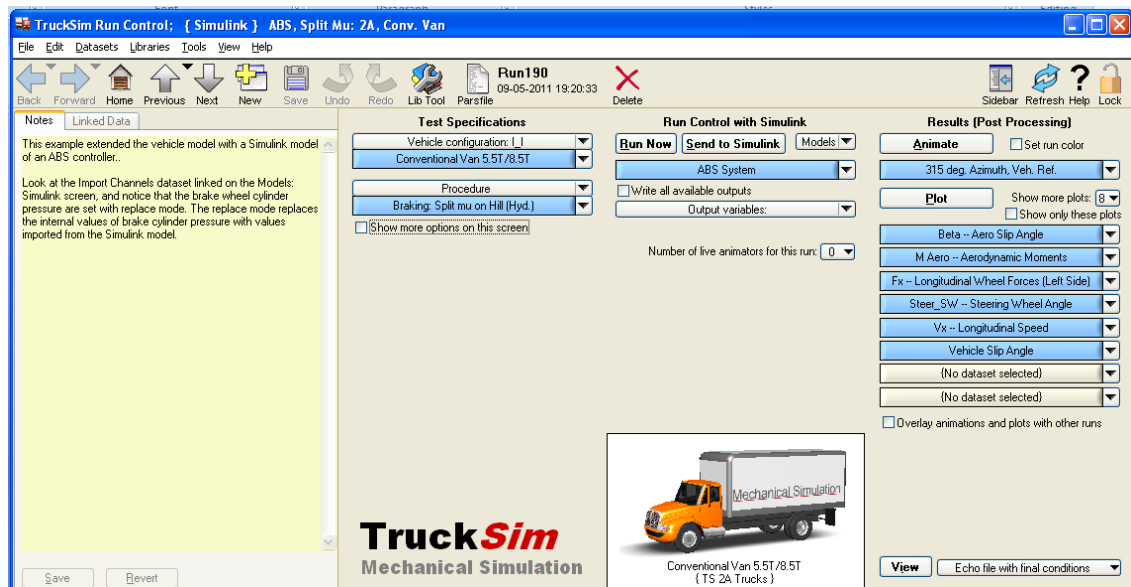 Font
Paragraph
Styles
Editing
TruckSim Run Control; { Simulink } ABS, Split Mu: 2A, Conv. Van
File Edit Datasets Libraries Tools View Help
Back Forward Home Previous Next New Save Undo Redo Lib Tool Parsfile
Run190
09-05-2011 19:20:33
Delete
Sidebar Refresh Help Lock
Notes Linked Data
This example extended the vehicle model with a Simulink model
of an ABS controller..
Look at the Import Channels dataset linked on the Models:
Simulink screen, and notice that the brake wheel cylinder
pressure are set with replace mode. The replace mode replaces
the internal values of brake cylinder pressure with values
imported from the Simulink model.
Save Revert
Test Specifications
Vehicle configuration: I_I
Conventional Van 5.5T/8.5T
Procedure
Braking: Split mu on Hill (Hyd.)
Show more options on this screen
TruckSim
Mechanical Simulation
Run Control with Simulink
Run Now Send to Simulink Models
ABS System
Write all available outputs
Output variables:
Number of live animators for this run: 0
Mechanical Simulation
Conventional Van 5.5T/8.5T
{ TS 2A Trucks }
Results (Post Processing)
Animate Set run color
315 deg. Azimuth, Veh. Ref.
Plot Show more plots: 8
Show only these plots
Beta -- Aero Slip Angle
M Aero -- Aerodynamic Moments
Fx -- Longitudinal Wheel Forces (Left Side)
Steer_SW -- Steering Wheel Angle
Vx -- Longitudinal Speed
Vehicle Slip Angle
{No dataset selected}
{No dataset selected}
Overlay animations and plots with other runs
View Echo file with final conditions